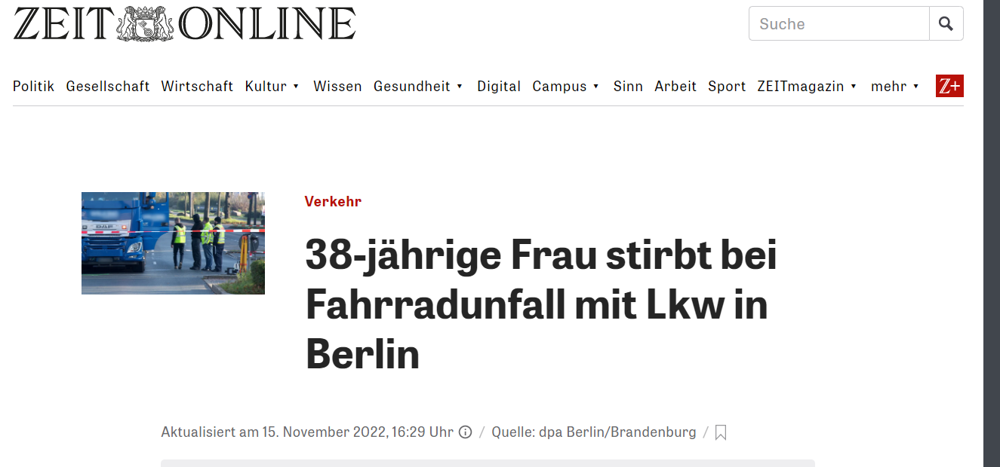 ZEIT ONLINE
Suche
Politik Gesellschaft Wirtschaft Kultur ▼ Wissen Gesundheit ▼ Digital Campus ▼ Sinn Arbeit Sport ZEITmagazin ▼ mehr ▼ Z+
DAF
Verkehr
38-jährige Frau stirbt bei
Fahrradunfall mit Lkw in
Berlin
Aktualisiert am 15. November 2022, 16:29 Uhr / Quelle: dpa Berlin/Brandenburg /